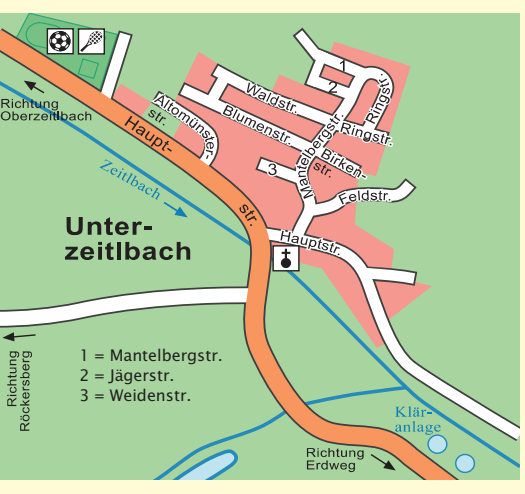 Richtung
Oberzeitlbach
Haupt-
str.
Altomünster-
str.
Waldstr.
Blumenstr.
1
2
Ringstr.
Ringstr.
Mantelbergstr.
Birken-
str.
3
Feldstr.
Zeitlbach
Hauptstr.
Unter-
zeitlbach
Richtung
Röckersberg
1 = Mantelbergstr.
2 = Jägerstr.
3 = Weidenstr.
Klär-
anlage
Richtung
Erdweg